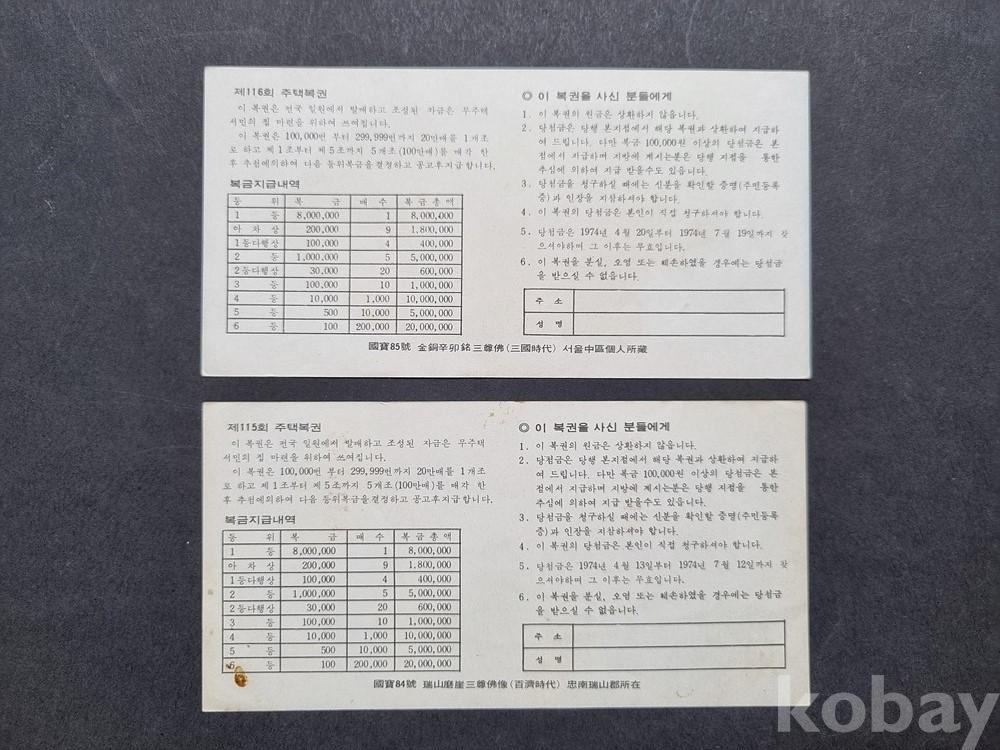 제116회 주택복권
이 복권은 전국 일원에서 발매하고 조성된 자금은 무주택
서민의 집 마련을 위하여 쓰여집니다.
이 복권은 100,000번 부터 299,999번까지 20만매를 1개조
로 하고 제1조부터 제5조까지 5개조(100만매)를 매각 한
후 추첨에의하여 다음 등위복금을결정하고 공고후지급합니다.
복금지급내역
등 위 복 금 매 수 복금총액
1 등 8,000,000 1 8,000,000
아 차 상 200,000 9 1,800,000
1등다행상 100,000 4 400,000
2 등 1,000,000 5 5,000,000
2등다행상 30,000 20 600,000
3 등 100,000 10 1,000,000
4 등 10,000 1,000 10,000,000
5 등 500 10,000 5,000,000
6 등 100 200,000 20,000,000
◎ 이 복권을 사신 분들에게
1. 이 복권의 원금은 상환하지 않읍니다.
2. 당첨금은 당행 본지점에서 해당 복권과 상환하여 지급하
여 드립니다. 다만 복금 100,000원 이상의 당첨금은 본
점에서 지급하며 지방에 계시는분은 당행 지점을 통한
추심에 의하여 지급 받을수도 있읍니다.
3. 당첨금을 청구하실 때에는 신분을 확인할 증명(주민등록
증)과 인장을 지참하셔야 합니다.
4. 이 복권의 당첨금은 본인이 직접 청구하셔야 합니다.
5. 당첨금은 1974년 4월 20일부터 1974년 7월 19일까지 찾
으셔야하며 그 이후는 무효입니다.
6. 이 복권을 분실, 오염 또는 훼손하였을 경우에는 당첨금
을 받으실 수 없읍니다.
주 소
성 명
國寶85號 金銅辛卯銘三尊佛(三國時代) 서울中區個人所藏
제115회 주택복권
이 복권은 전국 일원에서 발매하고 조성된 자금은 무주택
서민의 집 마련을 위하여 쓰여집니다.
이 복권은 100,000번 부터 299,999번까지 20만매를 1개조
로 하고 제1조부터 제5조까지 5개조(100만매)를 매각 한
후 추첨에의하여 다음 등위복금을결정하고 공고후지급합니다.
복금지급내역
등 위 복 금 매 수 복금총액
1 등 8,000,000 1 8,000,000
아 차 상 200,000 9 1,800,000
1등다행상 100,000 4 400,000
2 등 1,000,000 5 5,000,000
2등다행상 30,000 20 600,000
3 등 100,000 10 1,000,000
4 등 10,000 1,000 10,000,000
5 등 500 10,000 5,000,000
6 등 100 200,000 20,000,000
◎ 이 복권을 사신 분들에게
1. 이 복권의 원금은 상환하지 않읍니다.
2. 당첨금은 당행 본지점에서 해당 복권과 상환하여 지급하
여 드립니다. 다만 복금 100,000원 이상의 당첨금은 본
점에서 지급하며 지방에 계시는분은 당행 지점을 통한
추심에 의하여 지급 받을수도 있읍니다.
3. 당첨금을 청구하실 때에는 신분을 확인할 증명(주민등록
증)과 인장을 지참하셔야 합니다.
4. 이 복권의 당첨금은 본인이 직접 청구하셔야 합니다.
5. 당첨금은 1974년 4월 13일부터 1974년 7월 12일까지 찾
으셔야하며 그 이후는 무효입니다.
6. 이 복권을 분실, 오염 또는 훼손하였을 경우에는 당첨금
을 받으실 수 없읍니다.
주 소
성 명
國寶84號 瑞山磨崖三尊佛像(百濟時代) 忠南瑞山郡所在
kobay